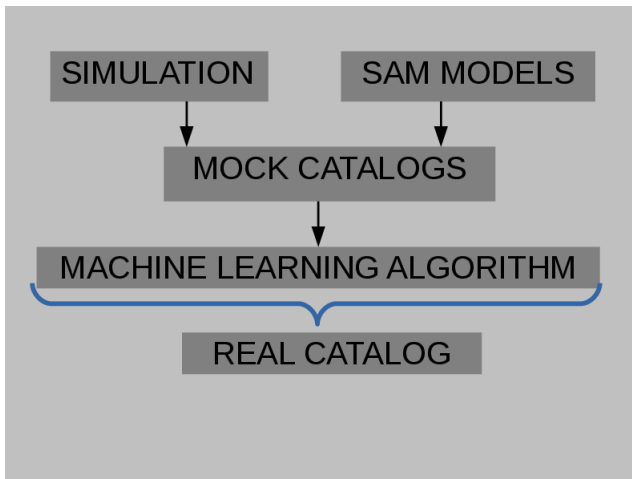 SIMULATION
SAM MODELS
MOCK CATALOGS
MACHINE LEARNING ALGORITHM
REAL CATALOG